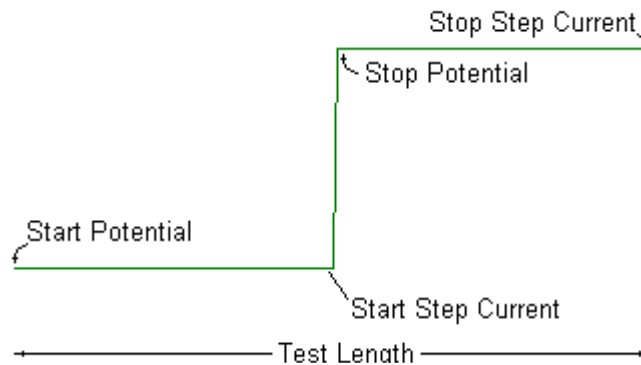 Stop Step Current
Stop Potential
Start Potential
Start Step Current
Test Length